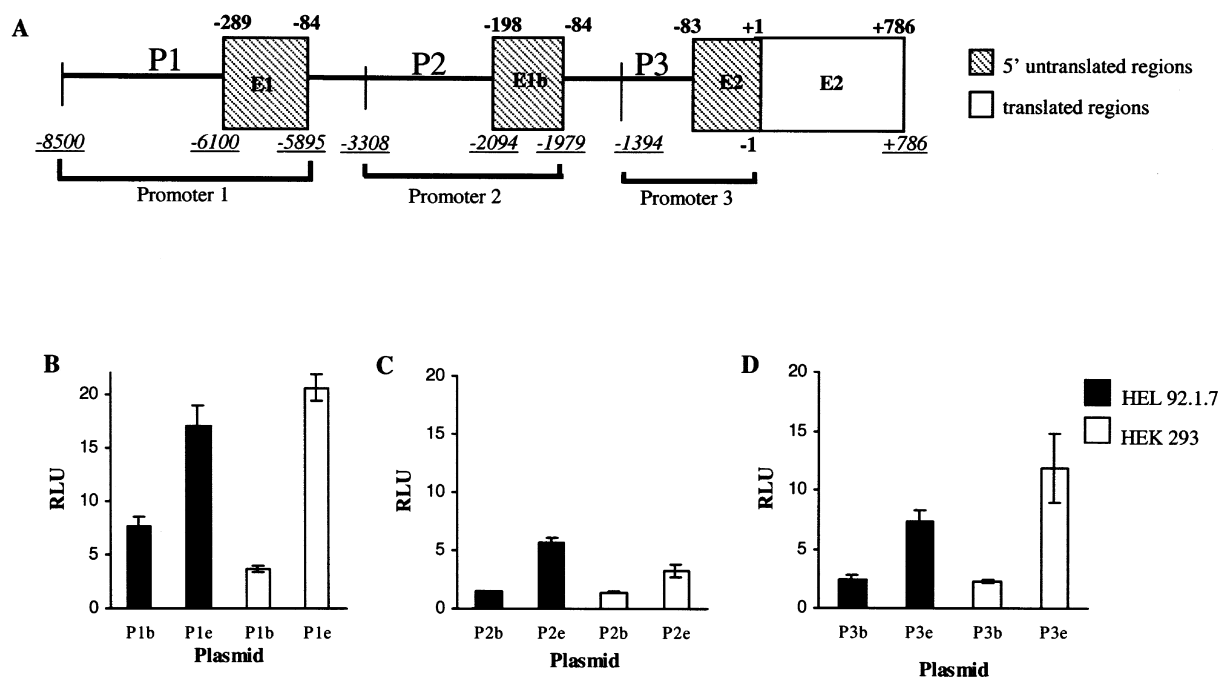 A
-289 -84 -198 -84 -83 +1 +786
P1 E1 P2 E1b P3 E2 E2
5' untranslated regions
translated regions
-8500 -6100 -5895 -3308 -2094 -1979 -1394 -1 +786
Promoter 1 Promoter 2 Promoter 3
B
20
15
10
5
0
RLU
P1b P1e P1b P1e
Plasmid
C
20
15
10
5
0
RLU
P2b P2e P2b P2e
Plasmid
D
20
15
10
5
0
RLU
P3b P3e P3b P3e
Plasmid
HEL 92.1.7
HEK 293